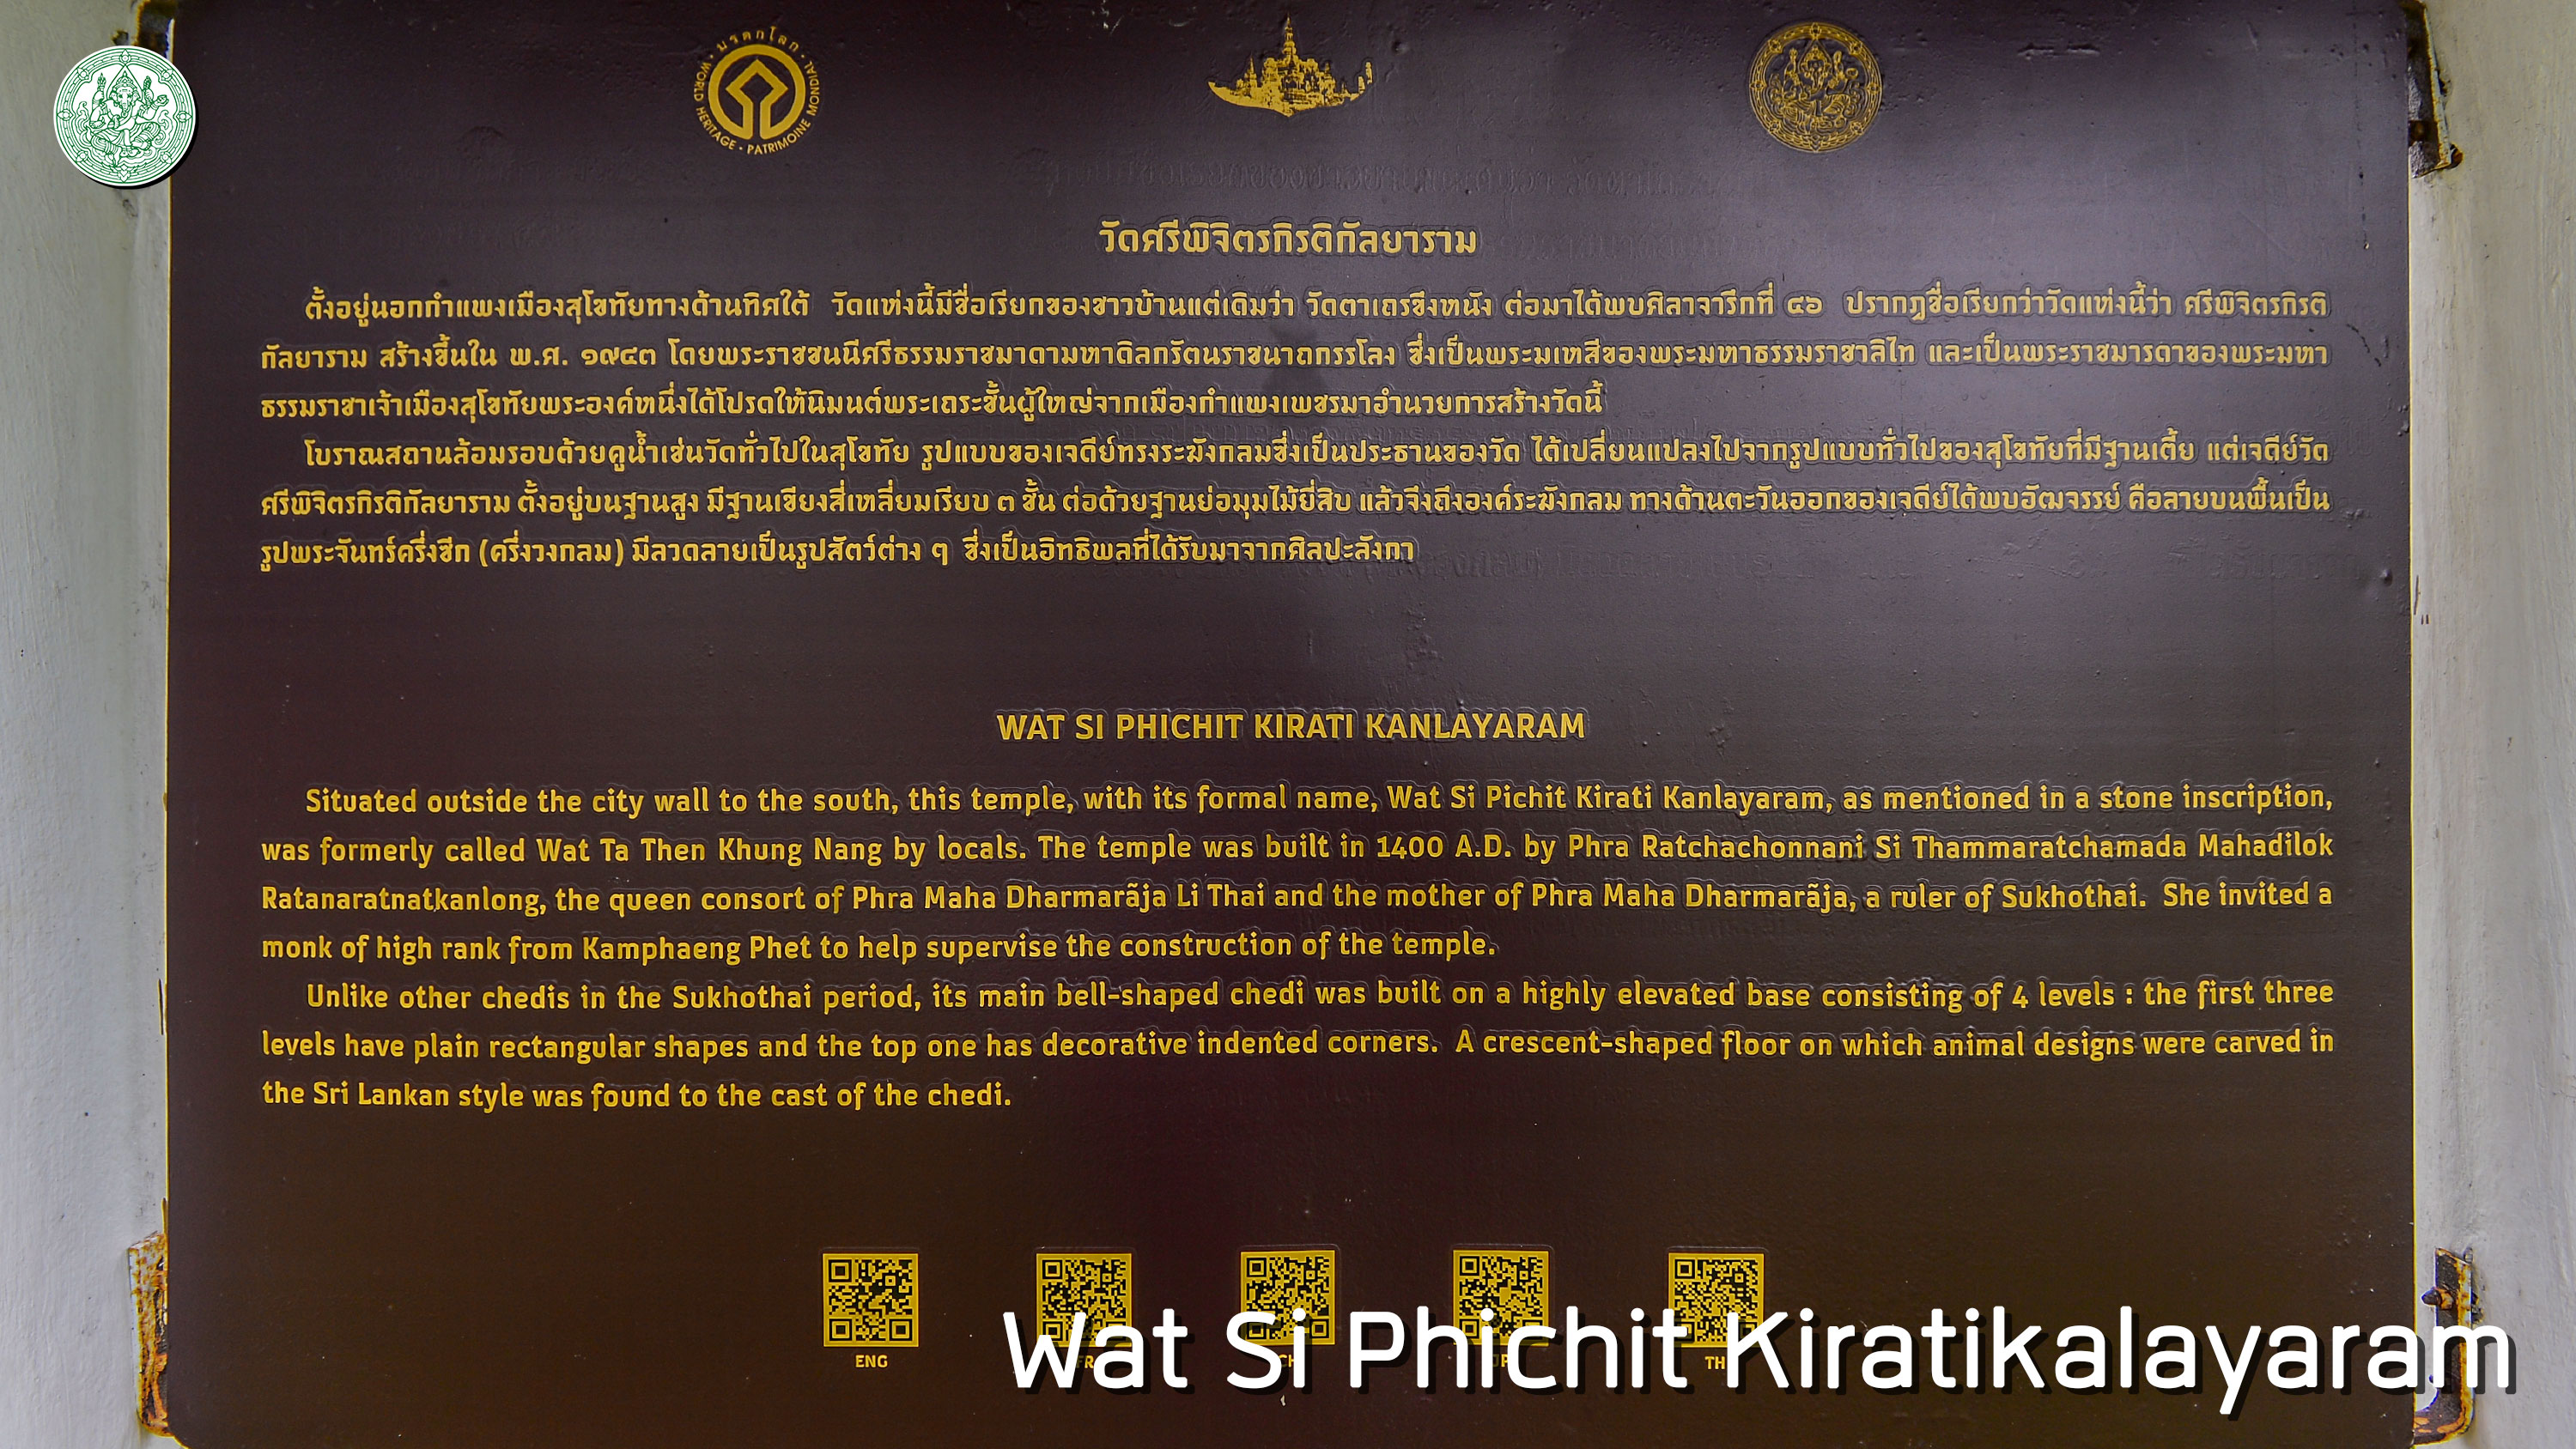 มรดกโลก
WORLD HERITAGE • PATRIMOINE MONDIAL
วัดศรีพิจิตรกิรติกัลยาราม
ตั้งอยู่นอกกำแพงเมืองสุโขทัยทางด้านทิศใต้ วัดแห่งนี้มีชื่อเรียกของชาวบ้านแต่เดิมว่า วัดตาเถรขึงหนัง ต่อมาได้พบศิลาจารึกที่ ๔๖ ปรากฏชื่อเรียกว่าวัดแห่งนี้ว่า ศรีพิจิตรกิรติ
กัลยาราม สร้างขึ้นใน พ.ศ. ๑๙๔๓ โดยพระราชชนนีศรีธรรมราชมาดามหาดิลกรัตนราชนาถกรรโลง ซึ่งเป็นพระมเหสีของพระมหาธรรมราชาลิไท และเป็นพระราชมารดาของพระมหา
ธรรมราชาเจ้าเมืองสุโขทัยพระองค์หนึ่งได้โปรดให้นิมนต์พระเถระชั้นผู้ใหญ่จากเมืองกำแพงเพชรมาอำนวยการสร้างวัดนี้
โบราณสถานล้อมรอบด้วยคูน้ำเช่นวัดทั่วไปในสุโขทัย รูปแบบของเจดีย์ทรงระฆังกลมซึ่งเป็นประธานของวัด ได้เปลี่ยนแปลงไปจากรูปแบบทั่วไปของสุโขทัยที่มีฐานเตี้ย แต่เจดีย์วัด
ศรีพิจิตรกิรติกัลยาราม ตั้งอยู่บนฐานสูง มีฐานเขียงสี่เหลี่ยมเรียบ ๓ ชั้น ต่อด้วยฐานย่อมุมไม้ยี่สิบ แล้วจึงถึงองค์ระฆังกลม ทางด้านตะวันออกของเจดีย์ได้พบอัฒจรรย์ คือลายบนพื้นเป็น
รูปพระจันทร์ครึ่งซีก (ครึ่งวงกลม) มีลวดลายเป็นรูปสัตว์ต่าง ๆ ซึ่งเป็นอิทธิพลที่ได้รับมาจากศิลปะลังกา
WAT SI PHICHIT KIRATI KANLAYARAM
Situated outside the city wall to the south, this temple, with its formal name, Wat Si Pichit Kirati Kanlayaram, as mentioned in a stone inscription,
was formerly called Wat Ta Then Khung Nang by locals. The temple was built in 1400 A.D. by Phra Ratchachonnani Si Thammaratchamada Mahadilok
Ratanaratnatkanlong, the queen consort of Phra Maha Dharmarãja Li Thai and the mother of Phra Maha Dharmarãja, a ruler of Sukhothai. She invited a
monk of high rank from Kamphaeng Phet to help supervise the construction of the temple.
Unlike other chedis in the Sukhothai period, its main bell-shaped chedi was built on a highly elevated base consisting of 4 levels : the first three
levels have plain rectangular shapes and the top one has decorative indented corners. A crescent-shaped floor on which animal designs were carved in
the Sri Lankan style was found to the cast of the chedi.
ENG
TH
Wat Si Phichit Kiratikalayaram